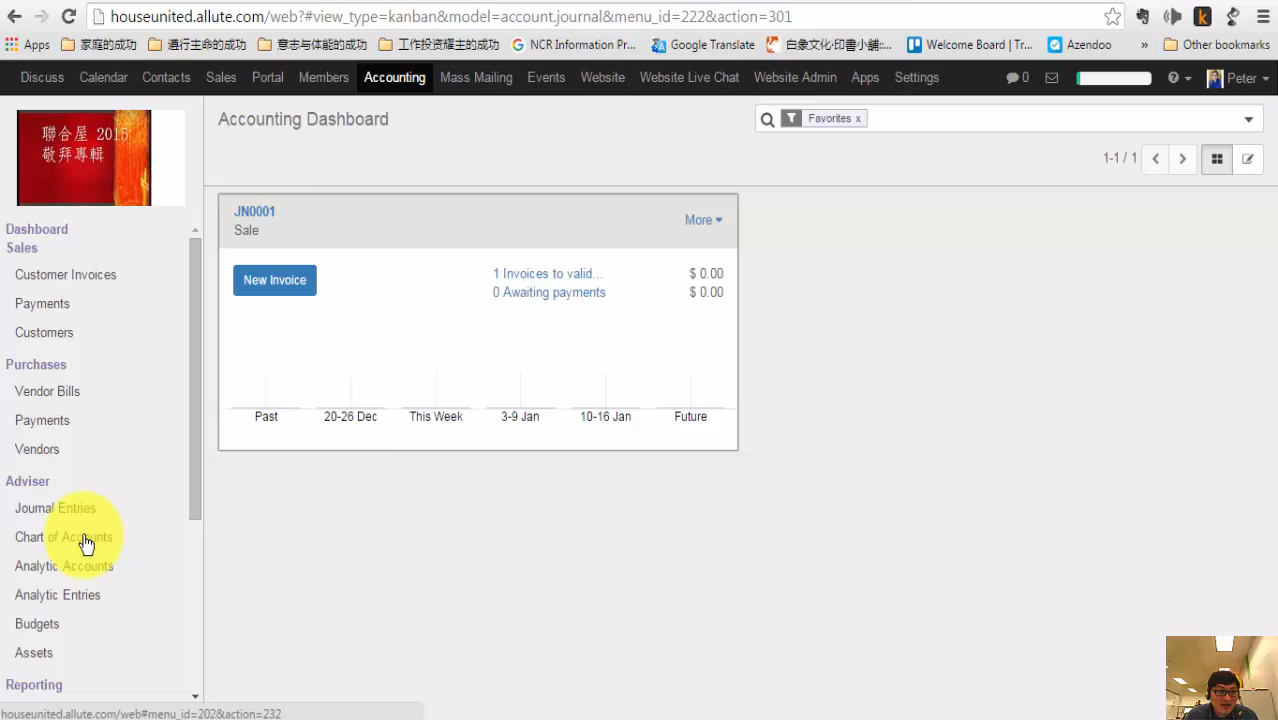 houseunited.allute.com/web?#view_type=kanban&model=account.journal&menu_id=222&action=301
Apps 家庭的成功 通行主命的成功 意志与体能的成功 工作投资耀主的成功 NCR Information Pr... Google Translate 白象文化·印書小舖:... Welcome Board | Tr... Azendoo » Other bookmarks
Discuss Calendar Contacts Sales Portal Members Accounting Mass Mailing Events Website Website Live Chat Website Admin Apps Settings 0 Peter
聯合屋 2015
敬拜專輯
Accounting Dashboard
Favorites x
1-1 / 1
Dashboard
Sales
Customer Invoices
Payments
Customers
Purchases
Vendor Bills
Payments
Vendors
Adviser
Journal Entries
Chart of Accounts
Analytic Accounts
Analytic Entries
Budgets
Assets
Reporting
JN0001
Sale
More
New Invoice
1 Invoices to valid... $ 0.00
0 Awaiting payments $ 0.00
Past 20-26 Dec This Week 3-9 Jan 10-16 Jan Future
houseunited.allute.com/web#menu_id=202&action=232